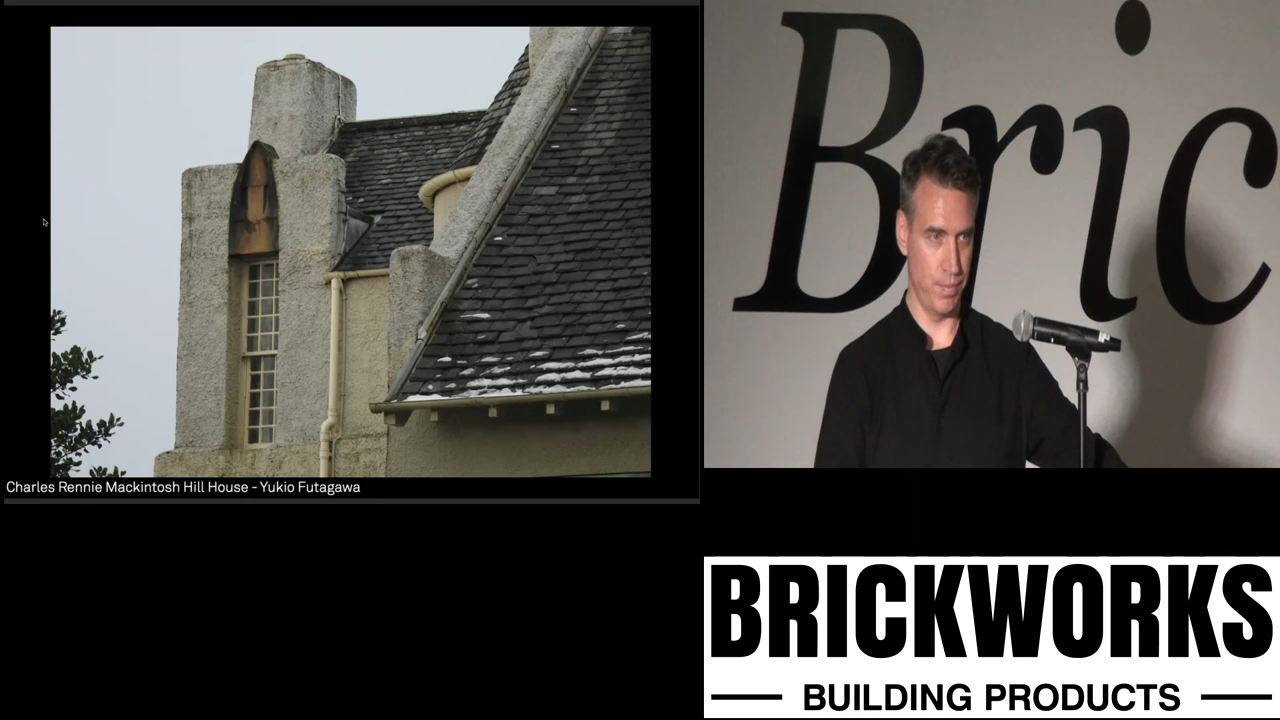 Charles Rennie Mackintosh Hill House - Yukio Futagawa
Bric
BRICKWORKS
BUILDING PRODUCTS